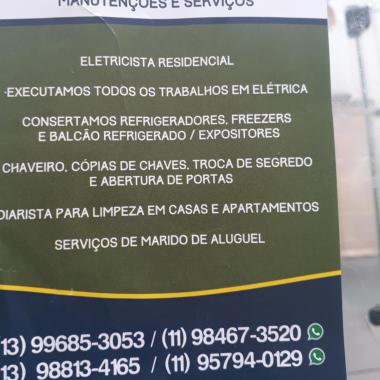 MANUTENÇÕES E SERVIÇOS
ELETRICISTA RESIDENCIAL
EXECUTAMOS TODOS OS TRABALHOS EM ELÉTRICA
CONSERTAMOS REFRIGERADORES, FREEZERS
E BALCÃO REFRIGERADO / EXPOSITORES
CHAVEIRO, CÓPIAS DE CHAVES, TROCA DE SEGREDO
E ABERTURA DE PORTAS
DIARISTA PARA LIMPEZA EM CASAS E APARTAMENTOS
SERVIÇOS DE MARIDO DE ALUGUEL
13) 99685-3053 / (11) 98467-3520
13) 98813-4165 / (11) 95794-0129